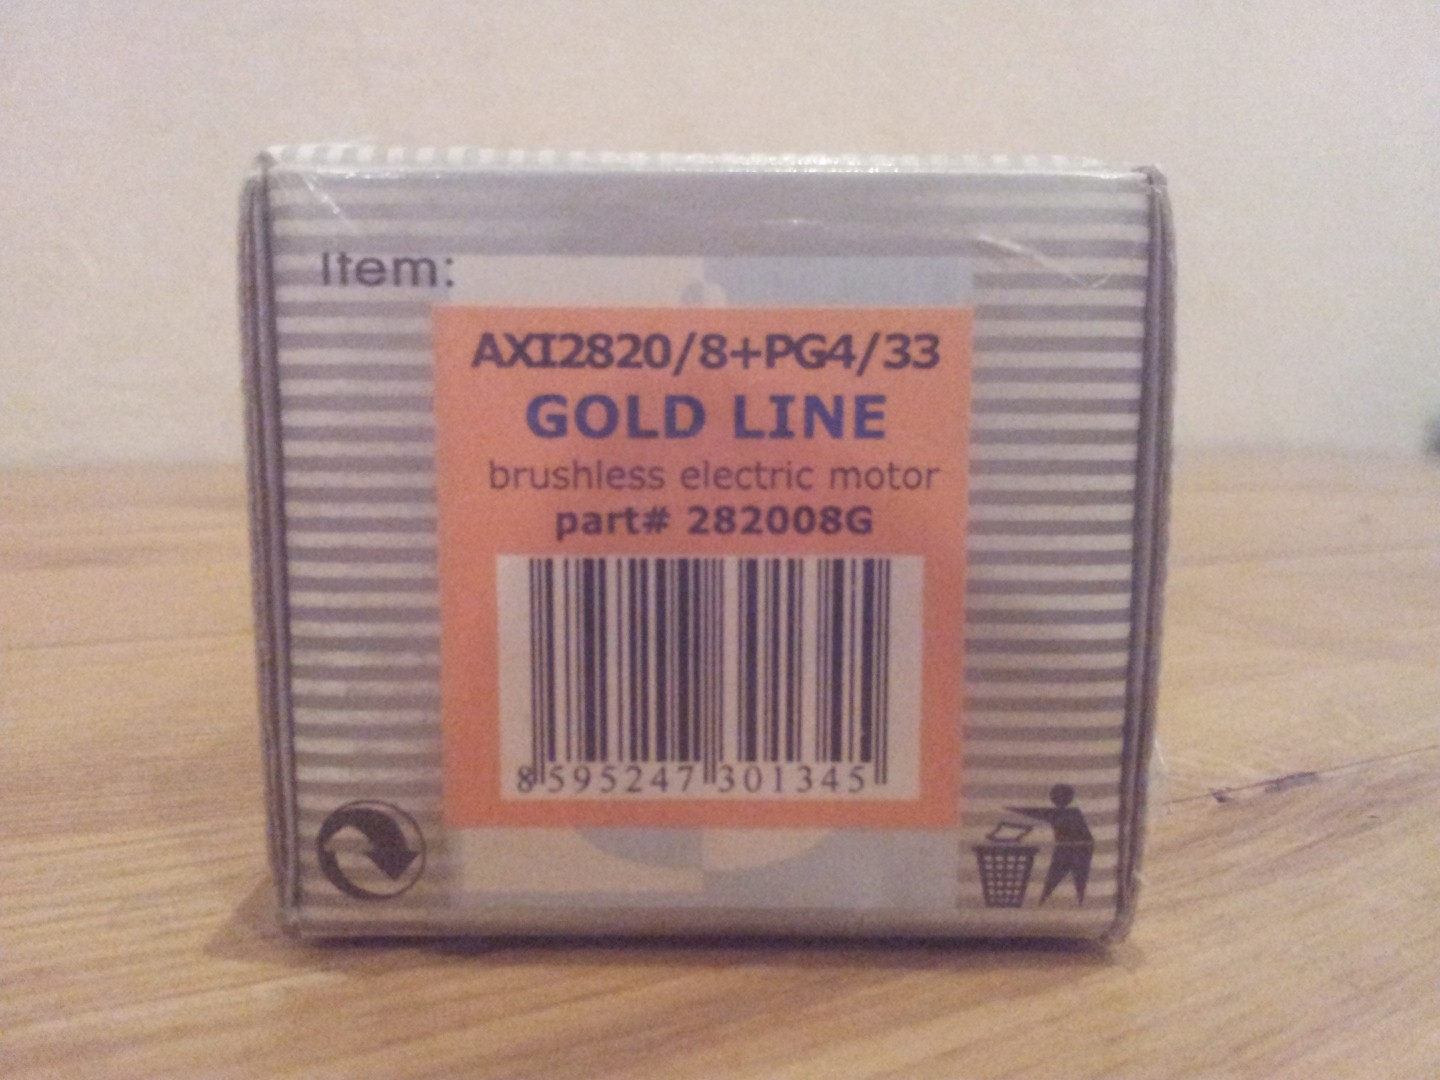 Item:
AXI2820/8+PG4/33
GOLD LINE
brushless electric motor
part# 282008G
8 595247 301345